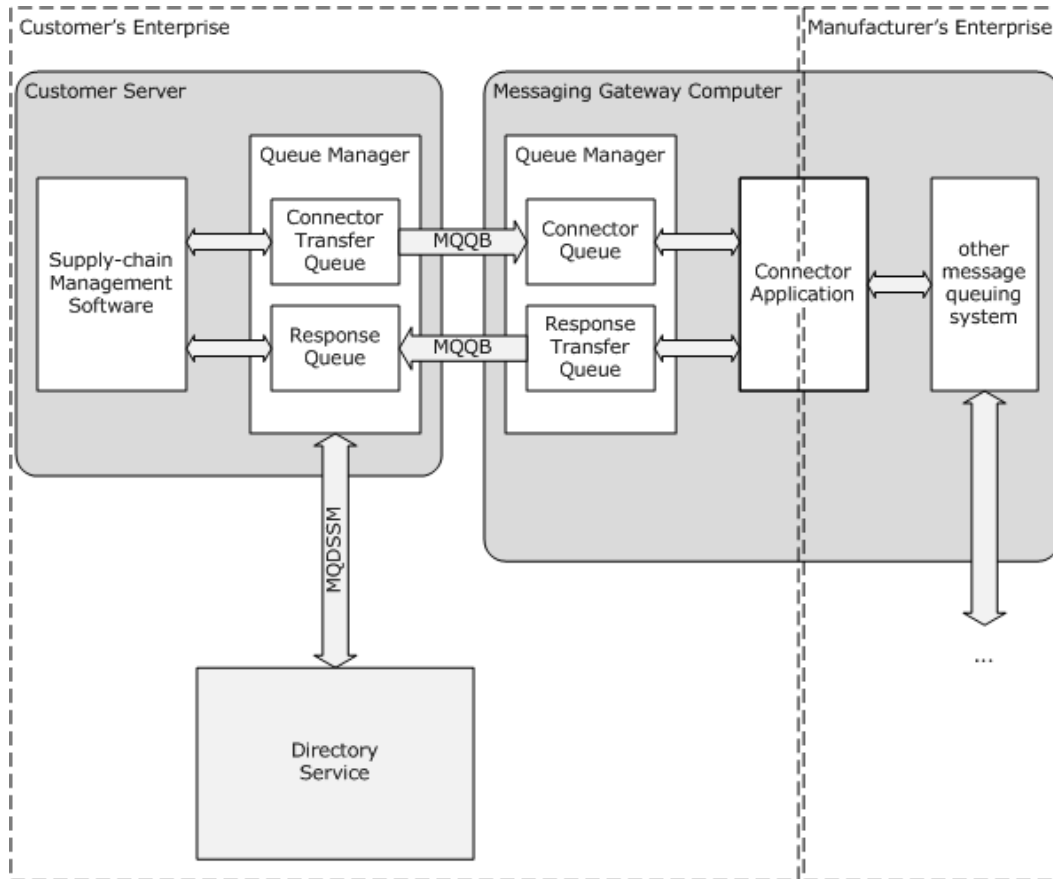 Customer's Enterprise
Manufacturer's Enterprise
Customer Server
Messaging Gateway Computer
Queue Manager
Queue Manager
Supply-chain
Management
Software
Connector
Transfer
Queue
MQQB
Connector
Queue
Connector
Application
other
message
queuing
system
Response
Queue
MQQB
Response
Transfer
Queue
MQDSSM
...
Directory
Service